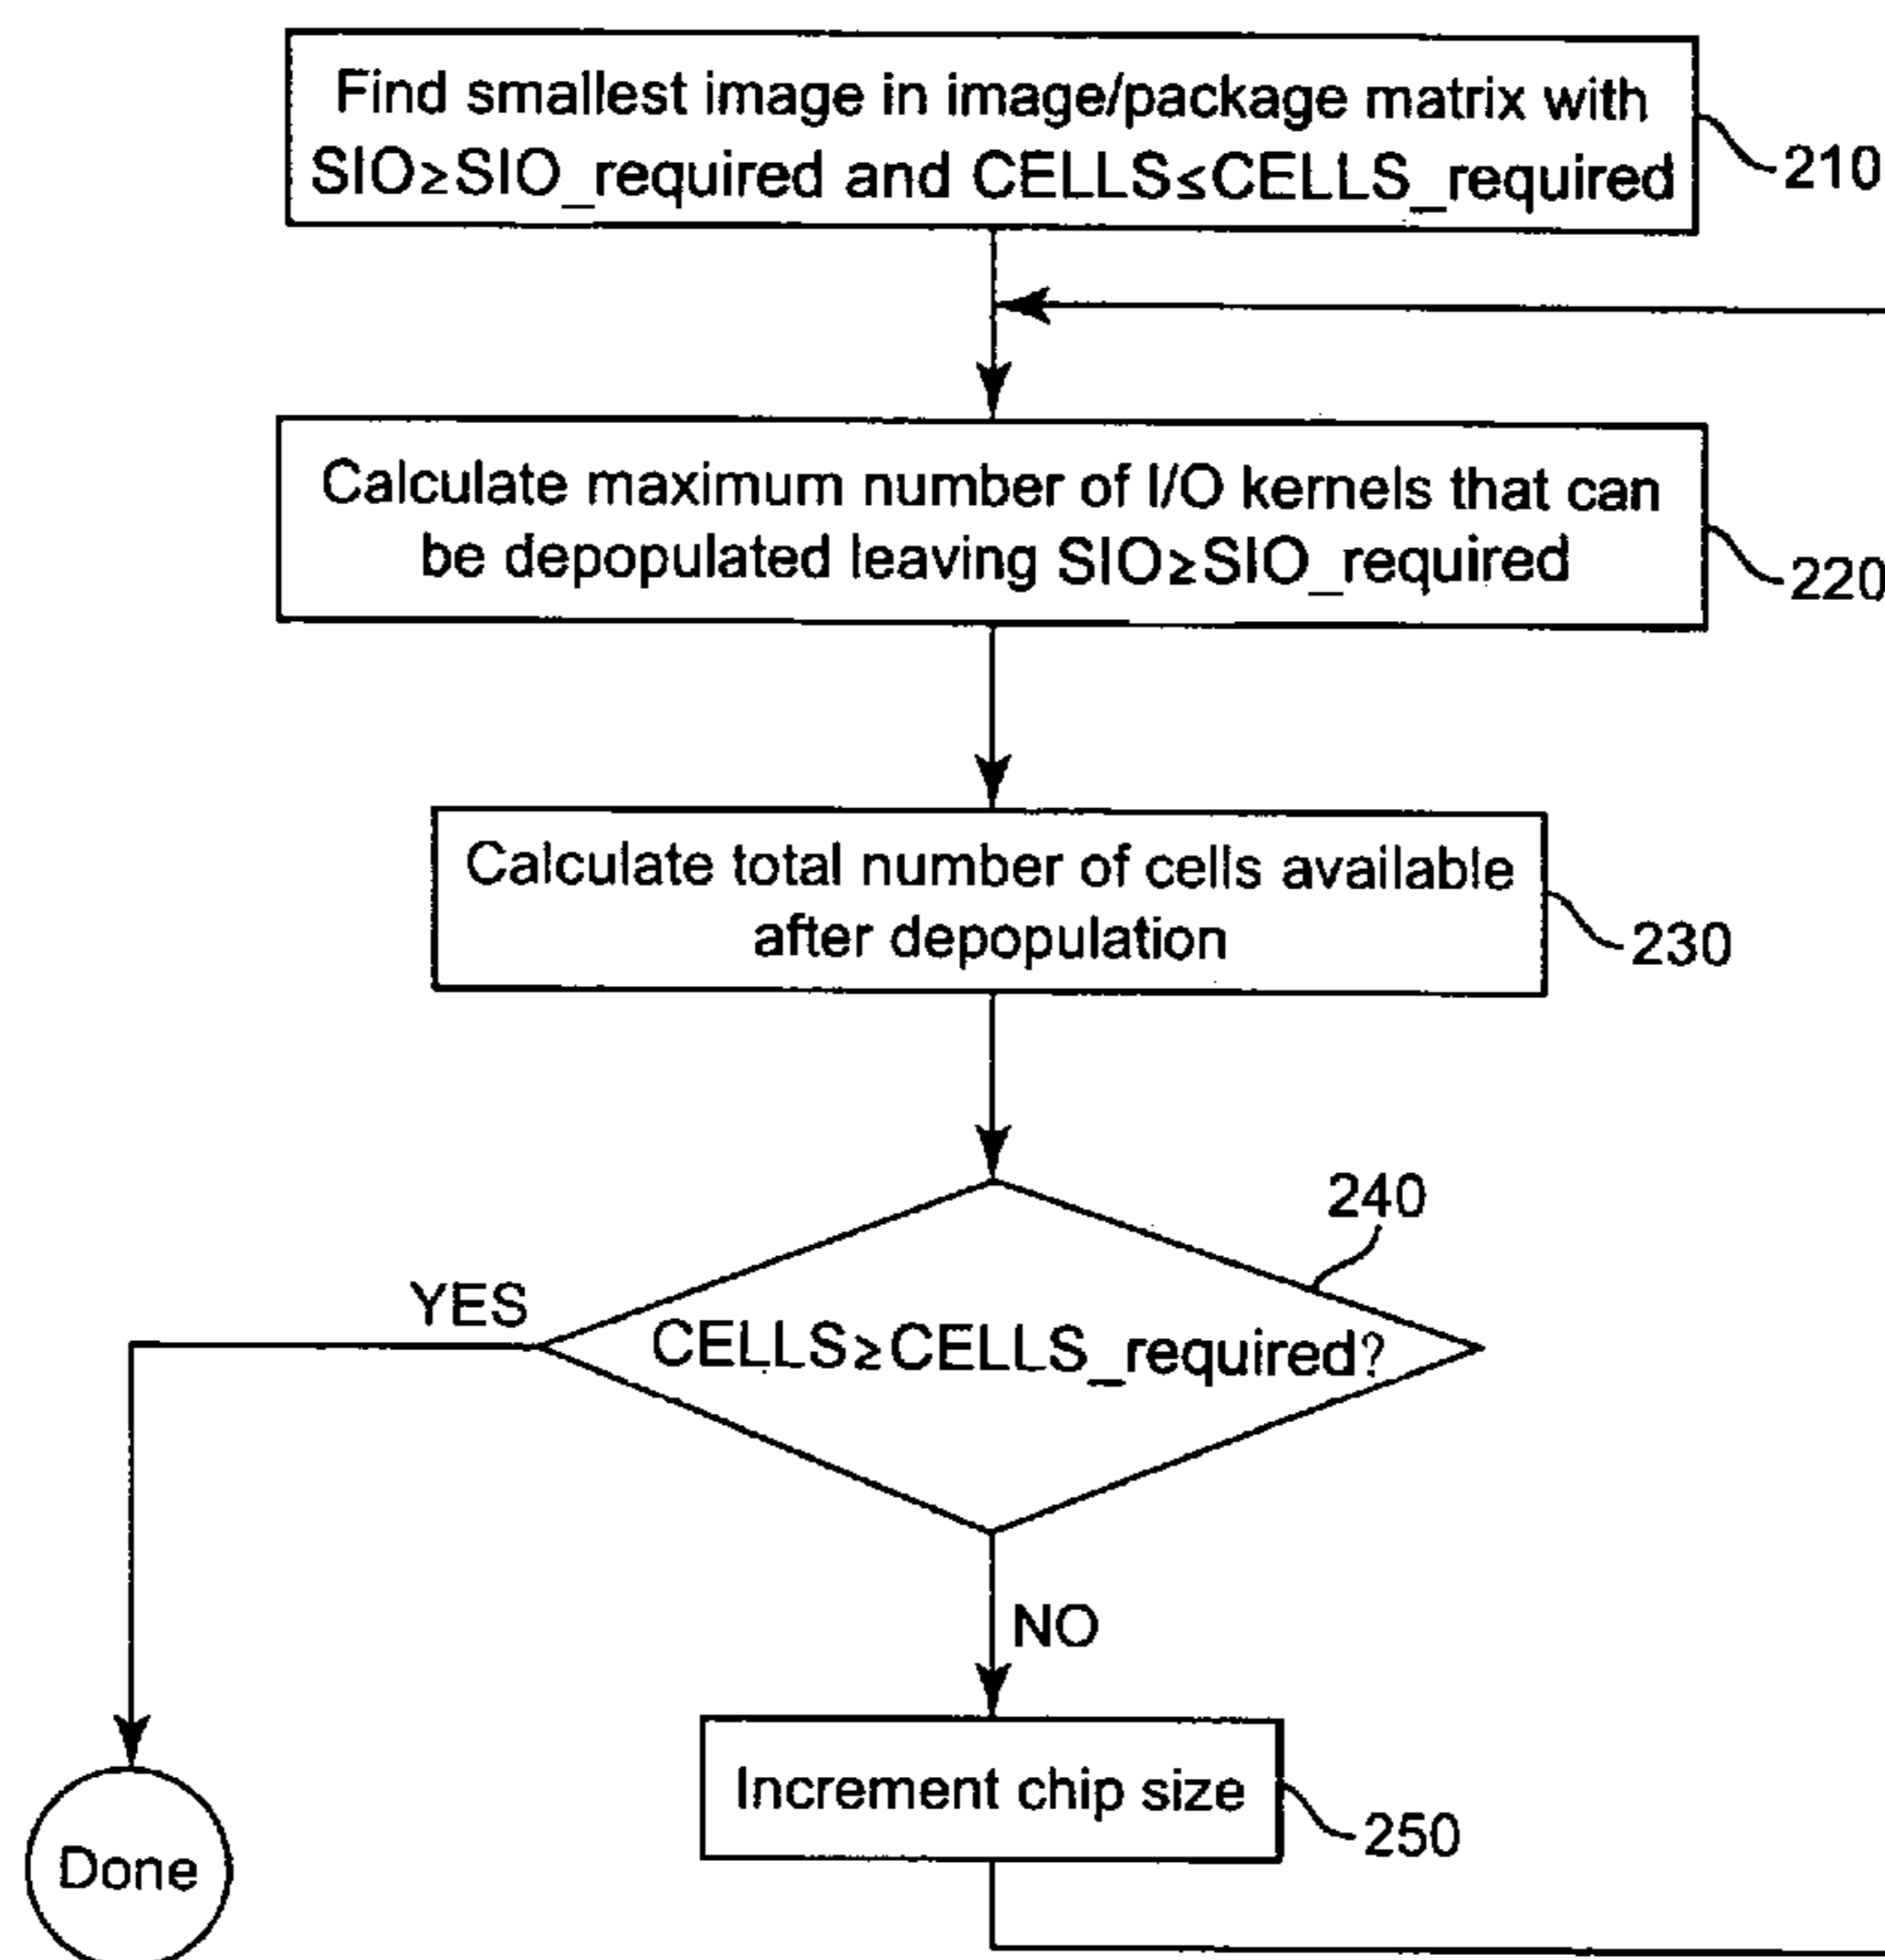 Find smallest image in image/package matrix with
SIO≥SIO_required and CELLS≤CELLS_required
210
Calculate maximum number of I/O kernels that can
be depopulated leaving SIO≥SIO_required
220
Calculate total number of cells available
after depopulation
230
240
YES
CELLS≥CELLS_required?
NO
Increment chip size
250
Done